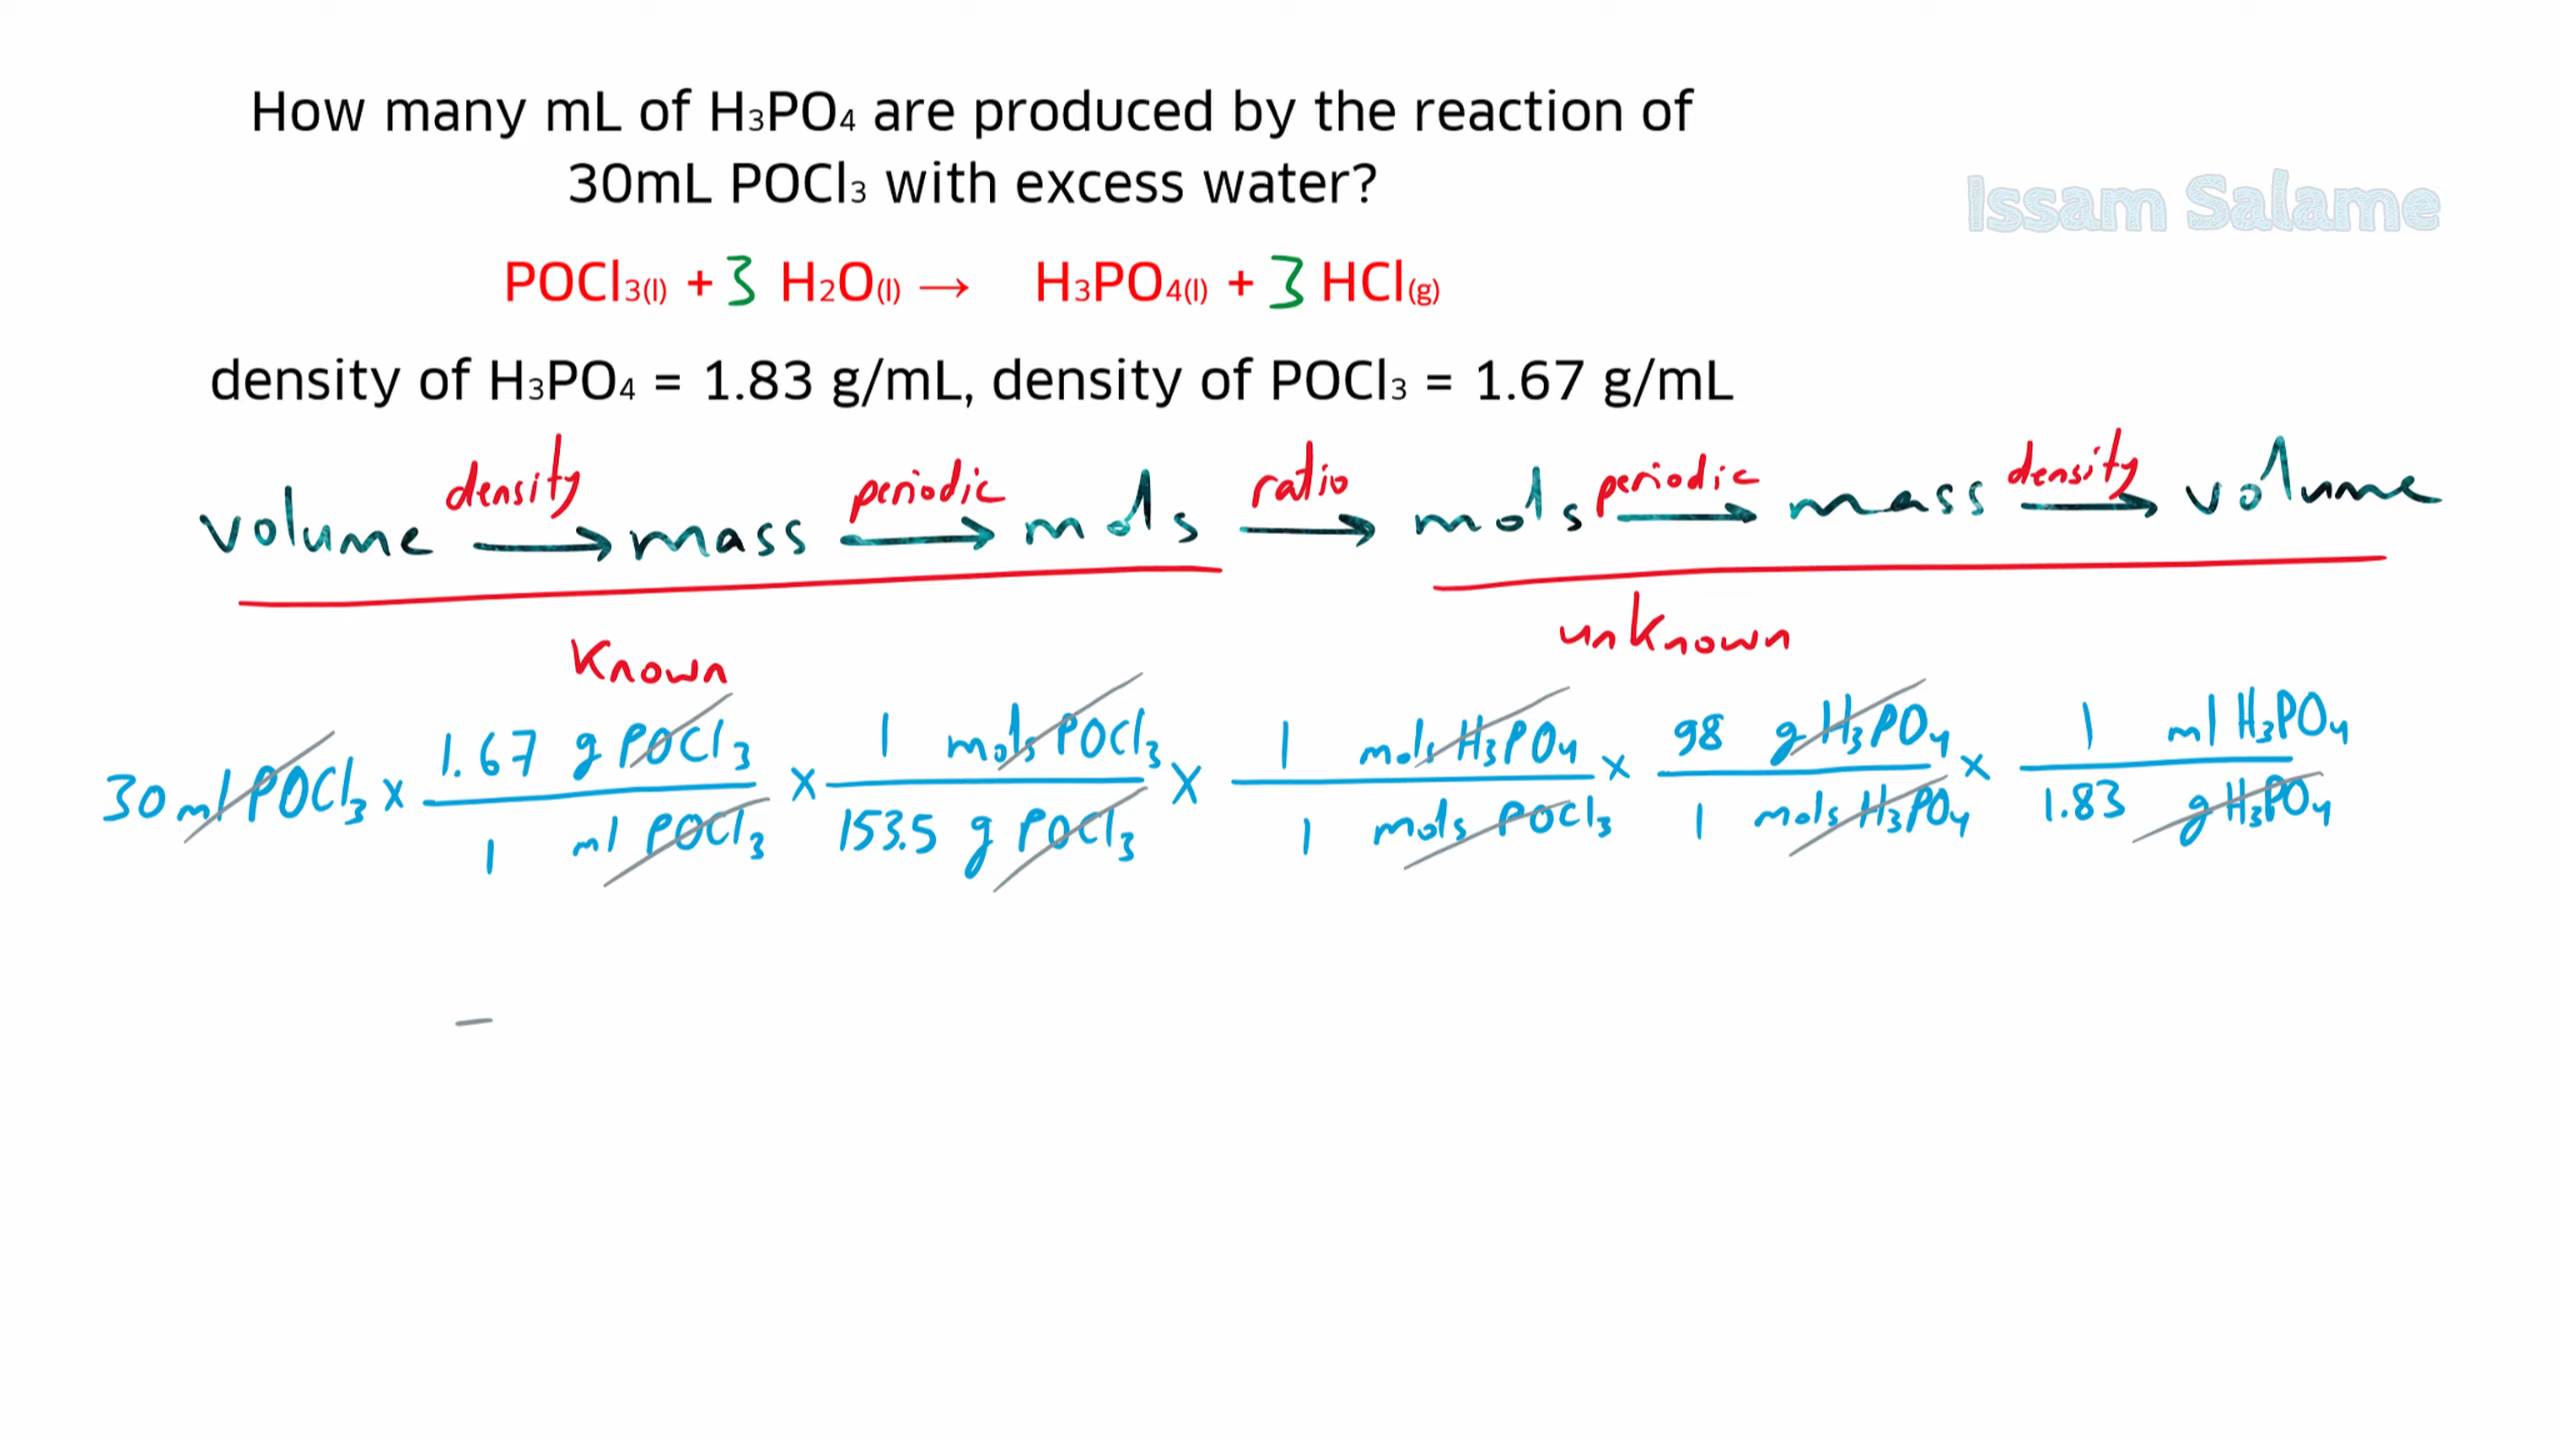 How many mL of H₃PO₄ are produced by the reaction of
30mL POCl₃ with excess water?
Issam Salame
POCl₃(l) + 3 H₂O(l) → H₃PO₄(l) + 3 HCl(g)
density of H₃PO₄ = 1.83 g/mL, density of POCl₃ = 1.67 g/mL
density periodic ratio periodic density
volume → mass → mols → mols → mass → volume
Known unknown
30 ml POCl₃ x 1.67 g POCl₃ / 1 ml POCl₃ x 1 mols POCl₃ / 153.5 g POCl₃ x 1 mols H₃PO₄ / 1 mols POCl₃ x 98 g H₃PO₄ / 1 mols H₃PO₄ x 1 ml H₃PO₄ / 1.83 g H₃PO₄